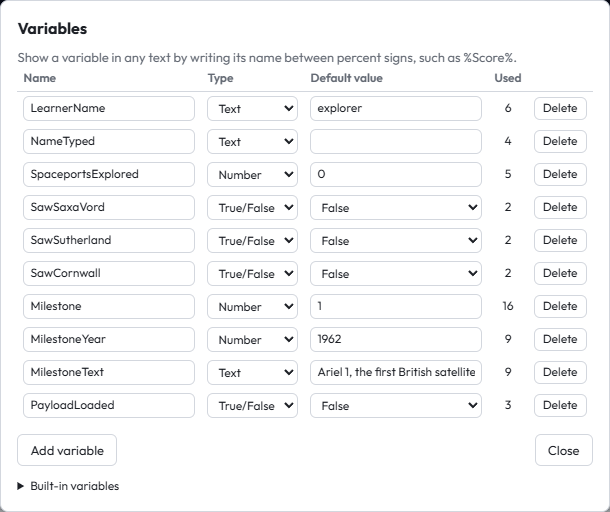 Variables
Show a variable in any text by writing its name between percent signs, such as %Score%.
Name Type Default value Used
LearnerName Text explorer 6 Delete
NameTyped Text 4 Delete
SpaceportsExplored Number 0 5 Delete
SawSaxaVord True/False False 2 Delete
SawSutherland True/False False 2 Delete
SawCornwall True/False False 2 Delete
Milestone Number 1 16 Delete
MilestoneYear Number 1962 9 Delete
MilestoneText Text Ariel 1, the first British satellite 9 Delete
PayloadLoaded True/False False 3 Delete
Add variable Close
Built-in variables